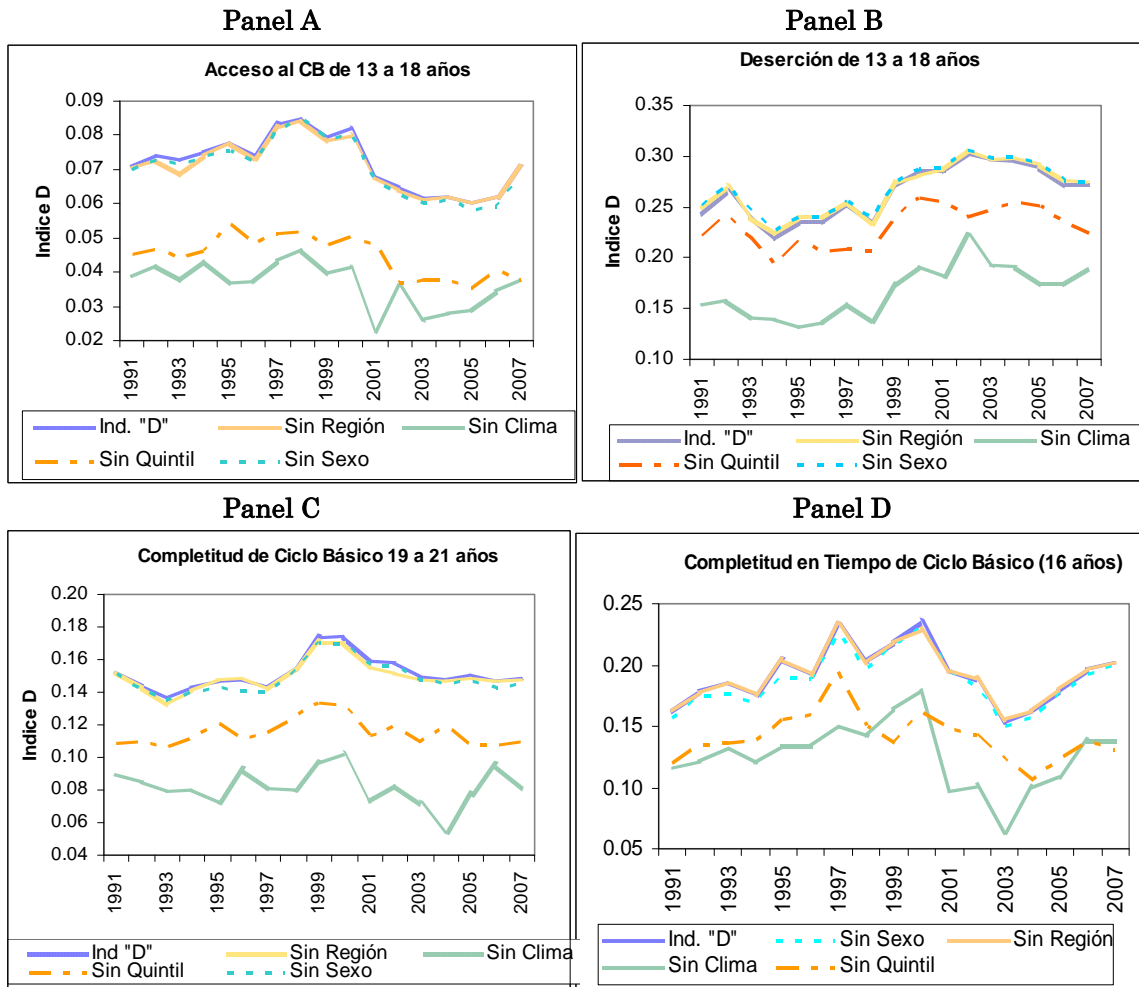 Panel A
Acceso al CB de 13 a 18 años
Indice D
0.09
0.08
0.07
0.06
0.05
0.04
0.03
0.02
1991
1993
1995
1997
1999
2001
2003
2005
2007
Ind. "D"
Sin Región
Sin Clima
Sin Quintil
Sin Sexo
Panel B
Deserción de 13 a 18 años
Indice D
0.35
0.30
0.25
0.20
0.15
0.10
1991
1993
1995
1997
1999
2001
2003
2005
2007
Ind. "D"
Sin Región
Sin Clima
Sin Quintil
Sin Sexo
Panel C
Completitud de Ciclo Básico 19 a 21 años
Indice D
0.20
0.18
0.16
0.14
0.12
0.10
0.08
0.06
0.04
1991
1993
1995
1997
1999
2001
2003
2005
2007
Ind "D"
Sin Región
Sin Clima
Sin Quintil
Sin Sexo
Panel D
Completitud en Tiempo de Ciclo Básico (16 años)
0.25
0.20
0.15
0.10
0.05
1991
1993
1995
1997
1999
2001
2003
2005
2007
Ind. "D"
Sin Sexo
Sin Región
Sin Clima
Sin Quintil